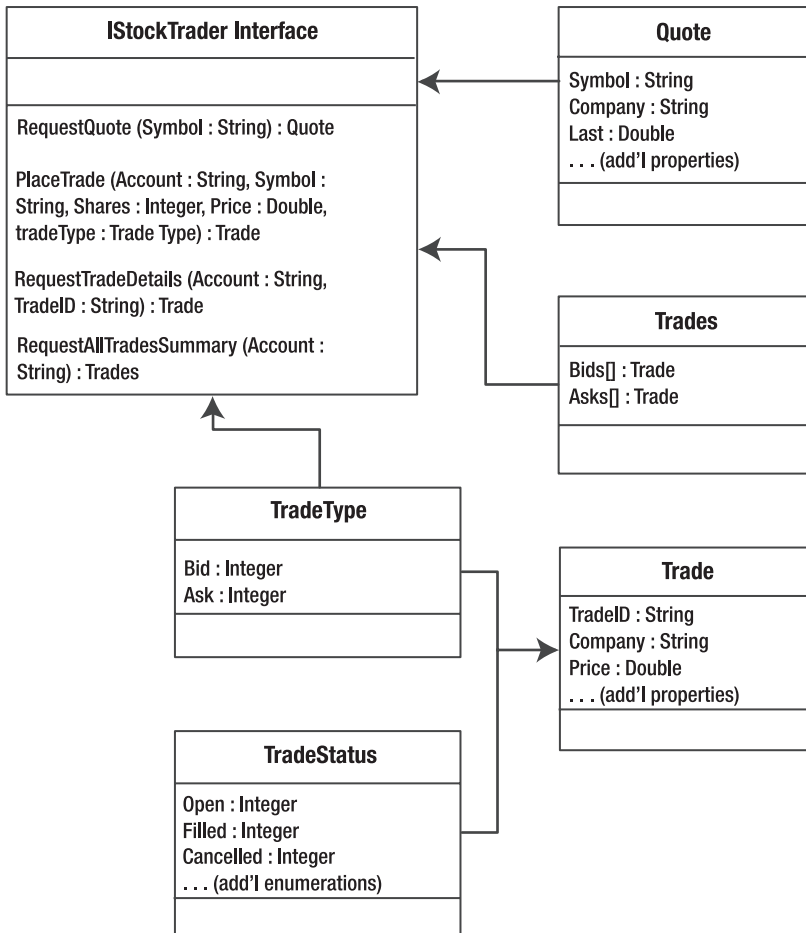 IStockTrader Interface
RequestQuote (Symbol : String) : Quote
PlaceTrade (Account : String, Symbol :
String, Shares : Integer, Price : Double,
tradeType : Trade Type) : Trade
RequestTradeDetails (Account : String,
TradeID : String) : Trade
RequestAllTradesSummary (Account :
String) : Trades
Quote
Symbol : String
Company : String
Last : Double
. . . (add'l properties)
Trades
Bids[] : Trade
Asks[] : Trade
TradeType
Bid : Integer
Ask : Integer
Trade
TradeID : String
Company : String
Price : Double
. . . (add'l properties)
TradeStatus
Open : Integer
Filled : Integer
Cancelled : Integer
. . . (add'l enumerations)